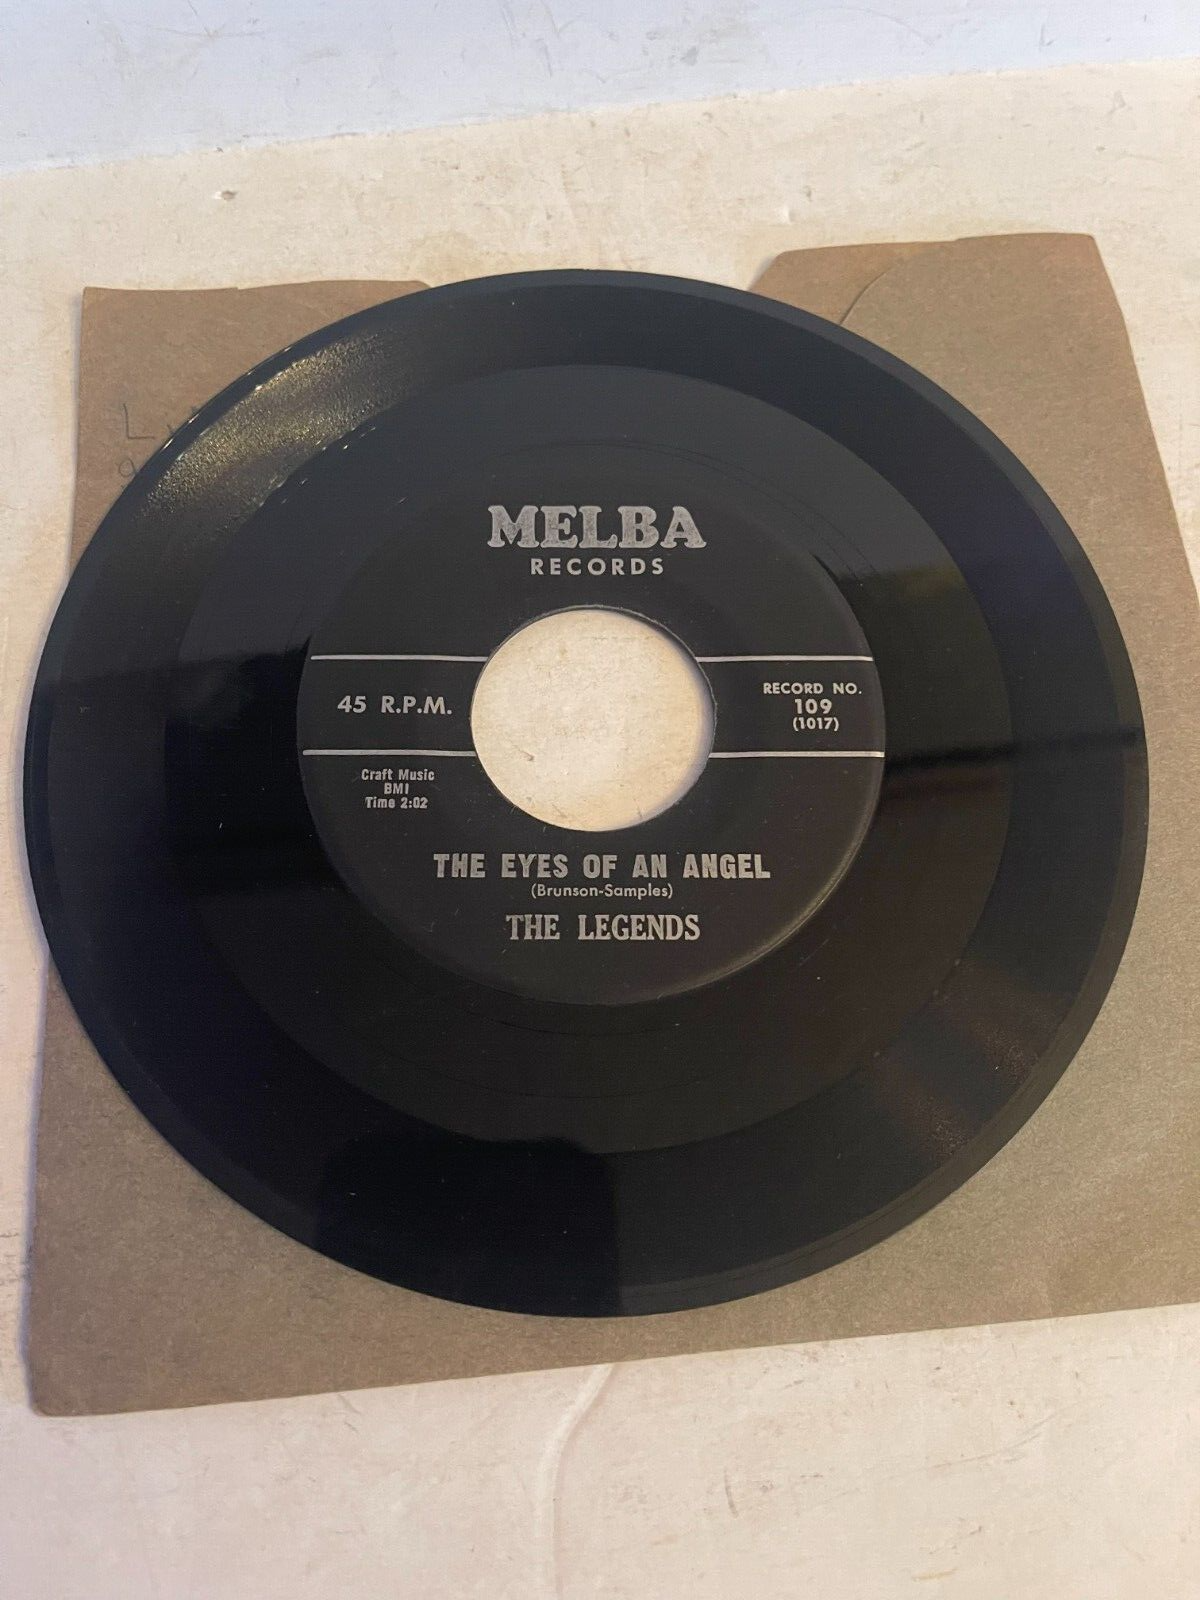 MELBA
RECORDS
45 R.P.M.
RECORD NO.
109
(1017)
Craft Music
BMI
Time 2:02
THE EYES OF AN ANGEL
(Brunson-Samples)
THE LEGENDS